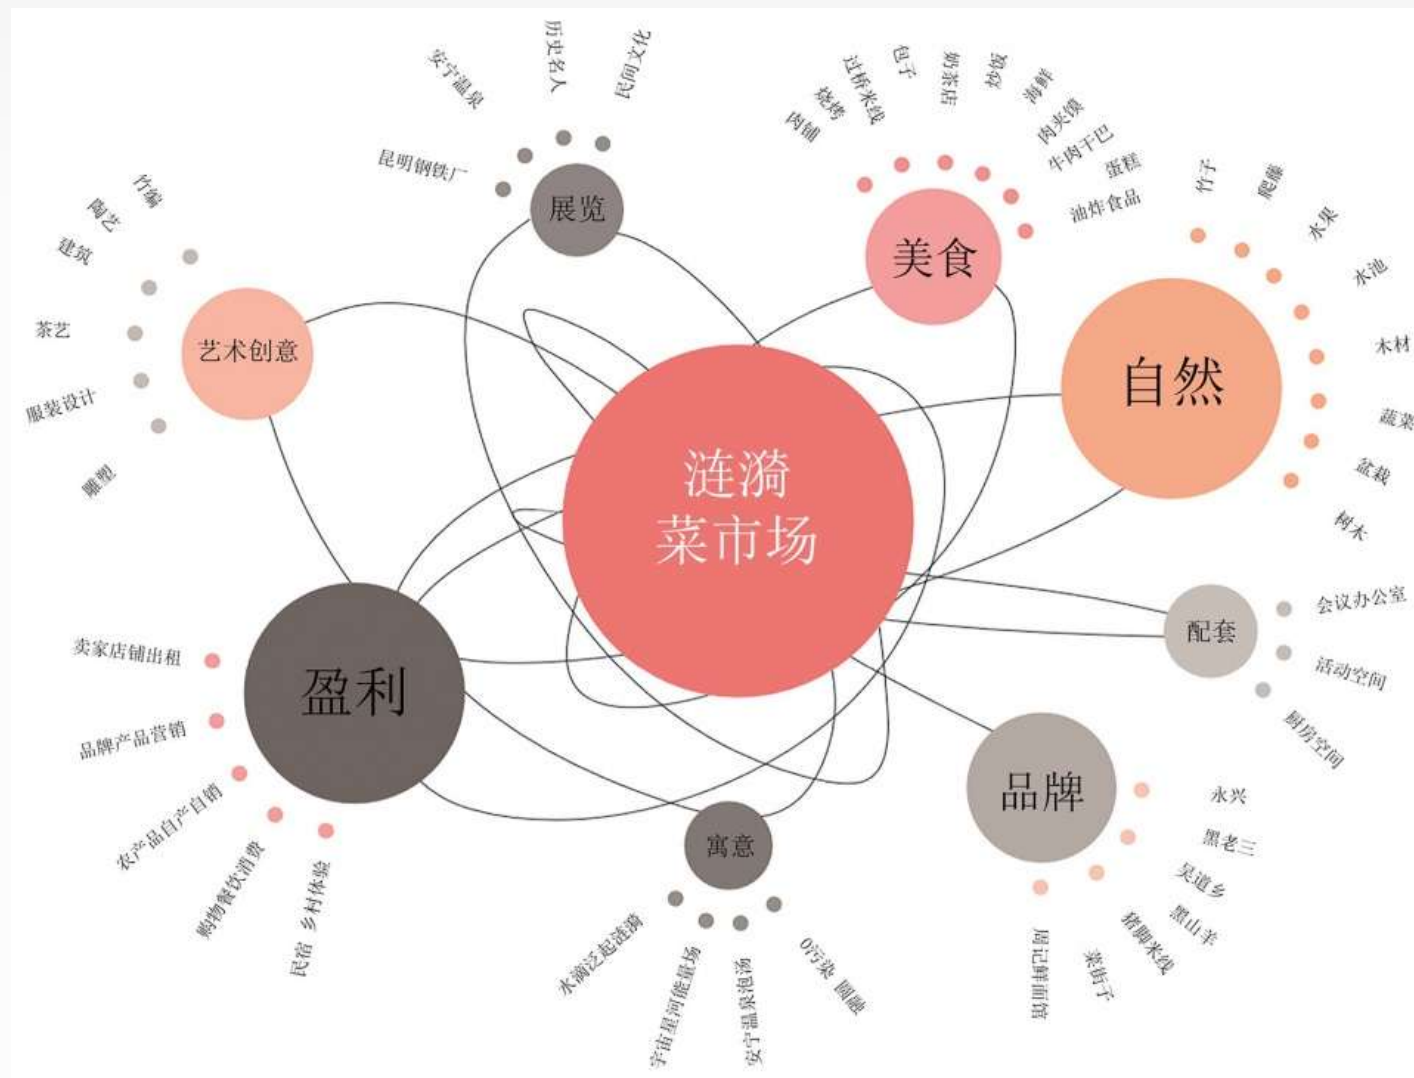 涟漪
菜市场
展览
昆明钢铁厂
安宁温泉
历史名人
民间文化
美食
肉铺
烧烤
过桥米线
包子
奶茶店
炒饭
海鲜
肉夹馍
牛肉干巴
蛋糕
油炸食品
自然
竹子
爬藤
水果
水池
木材
蔬菜
盆栽
树木
配套
会议办公室
活动空间
厨房空间
品牌
永兴
黑老三
吴道乡
黑山羊
猪脚米线
菜街子
周记鲜面馆
寓意
0污染 圆融
安宁温泉泡汤
宇宙星河能量场
水滴泛起涟漪
盈利
卖家店铺出租
品牌产品营销
农产品自产自销
购物餐饮消费
民宿 乡村体验
艺术创意
竹编
陶艺
建筑
茶艺
服装设计
雕塑